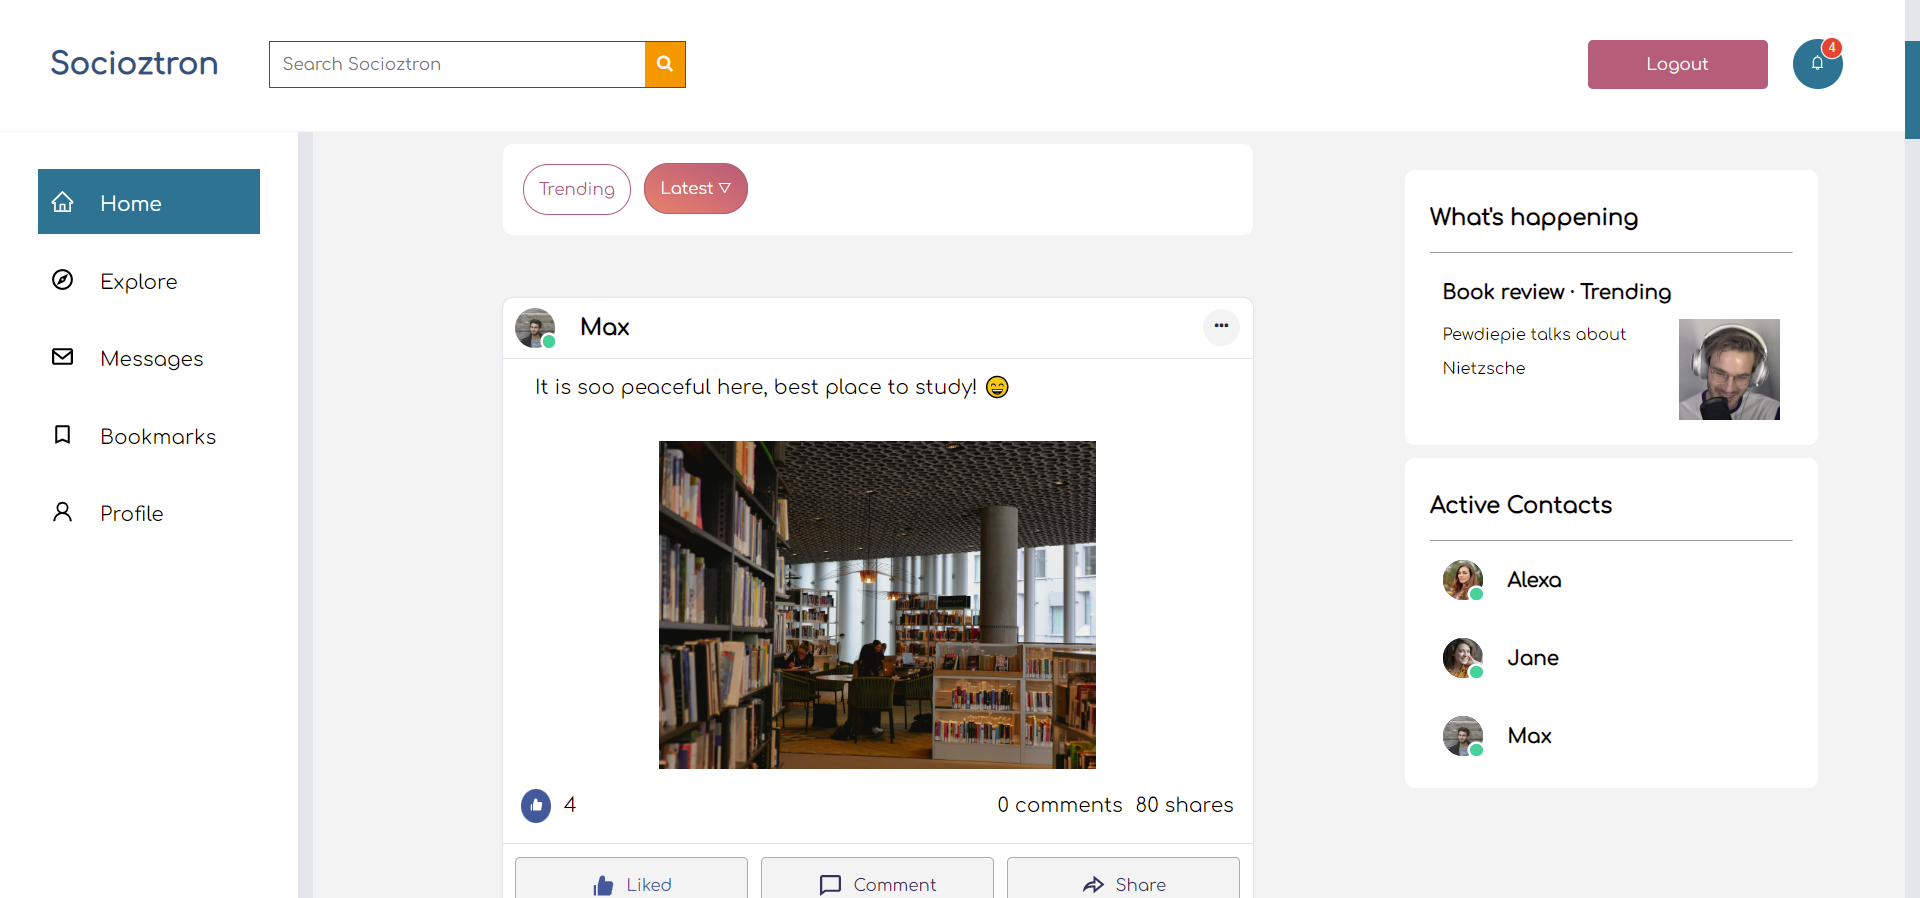 Socioztron
Search Socioztron
Logout
4
Home
Explore
Messages
Bookmarks
Profile
Trending
Latest ▽
Max
It is soo peaceful here, best place to study! 😄
4
0 comments 80 shares
Liked
Comment
Share
What's happening
Book review · Trending
Pewdiepie talks about
Nietzsche
Active Contacts
Alexa
Jane
Max